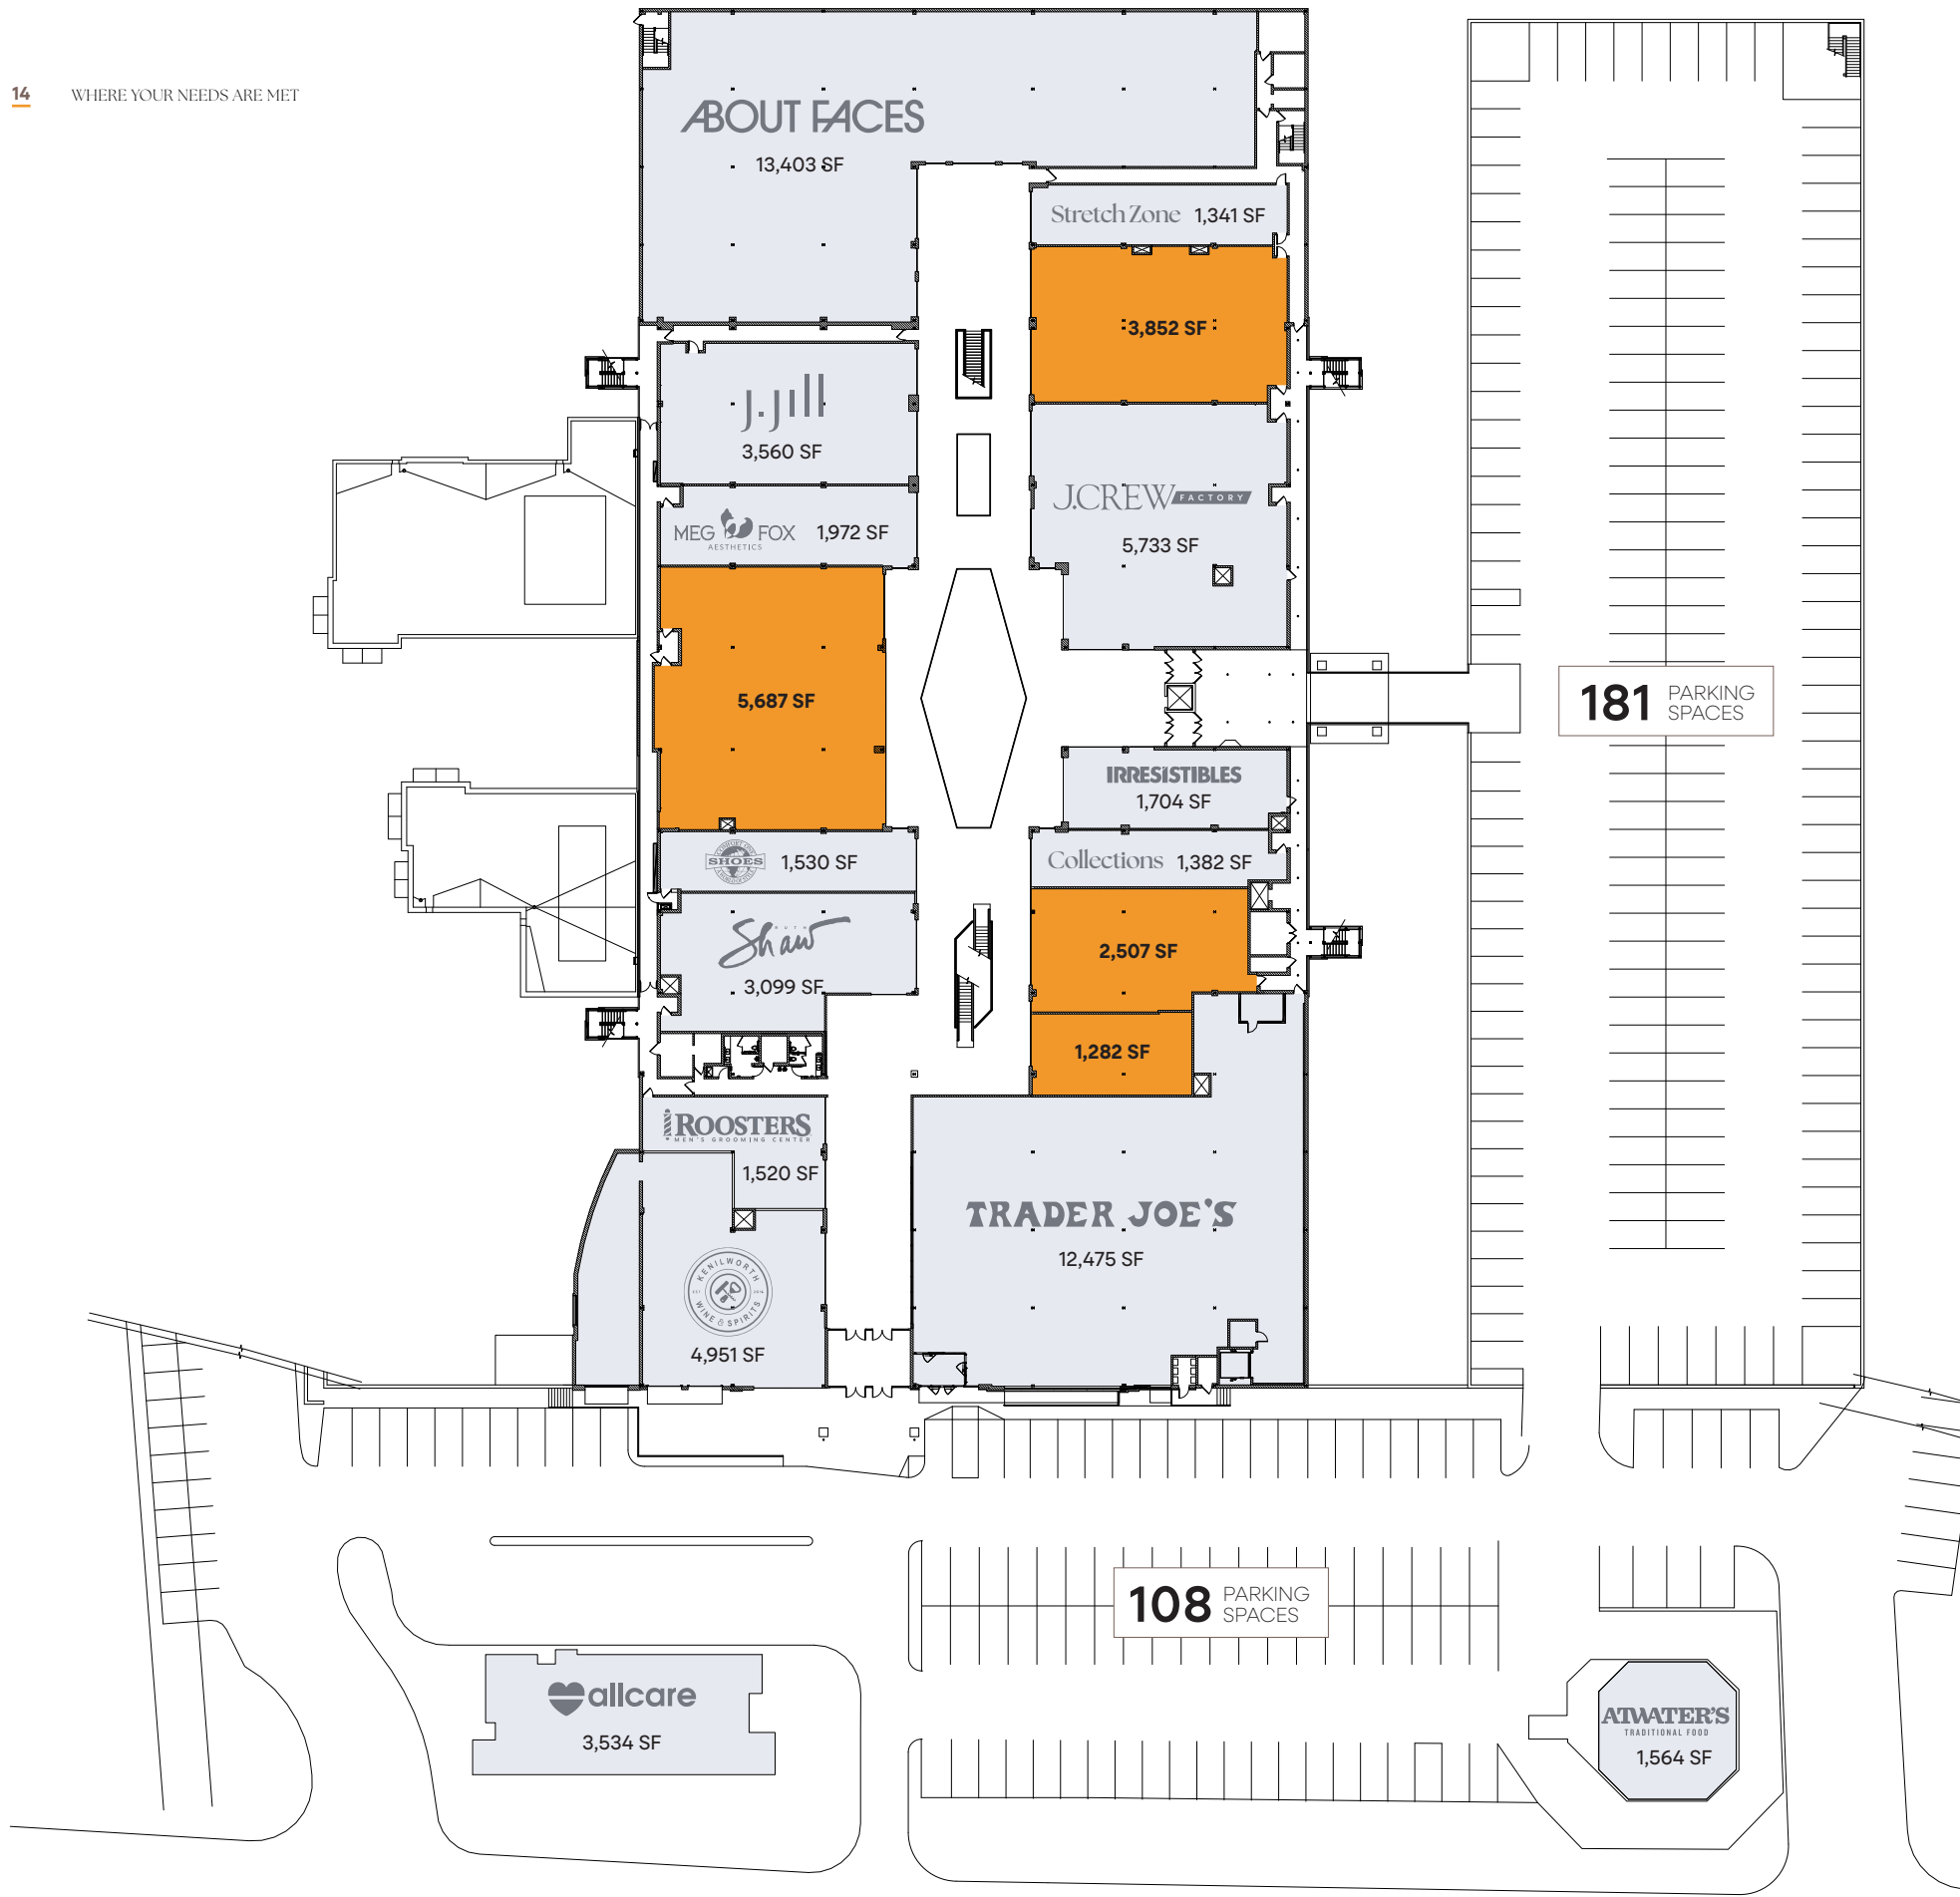 14 WHERE YOUR NEEDS ARE MET
ABOUT FACES
13,403 SF
Stretch Zone 1,341 SF
3,852 SF
J.Jill
3,560 SF
J.CREW FACTORY
5,733 SF
MEG FOX 1,972 SF
AESTHETICS
5,687 SF
181 PARKING
SPACES
IRRESISTIBLES
1,704 SF
SHOES 1,530 SF
Collections 1,382 SF
RUTH
Shaw
3,099 SF
2,507 SF
1,282 SF
ROOSTERS
MEN'S GROOMING CENTER
1,520 SF
TRADER JOE'S
12,475 SF
KENILWORTH
WINE & SPIRITS
4,951 SF
108 PARKING
SPACES
allcare
3,534 SF
ATWATER'S
TRADITIONAL FOOD
1,564 SF